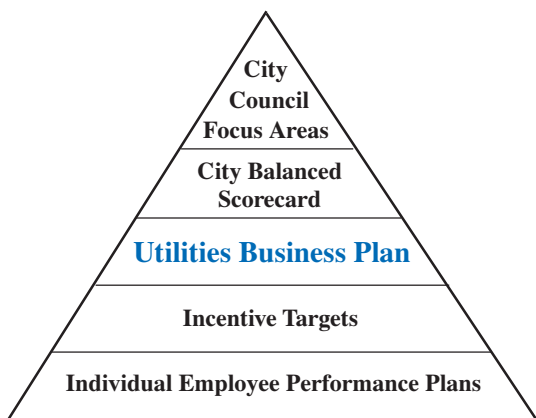 City
Council
Focus Areas
City Balanced
Scorecard
Utilities Business Plan
Incentive Targets
Individual Employee Performance Plans